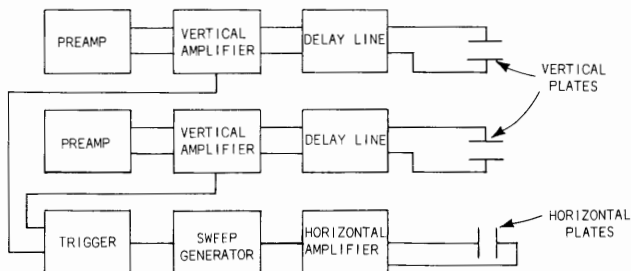 PREAMP
VERTICAL
AMPLIFIER
DELAY LINE
VERTICAL
PLATES
PREAMP
VERTICAL
AMPLIFIER
DELAY LINE
TRIGGER
SWEEP
GENERATOR
HORIZONTAL
AMPLIFIER
HORIZONTAL
PLATES